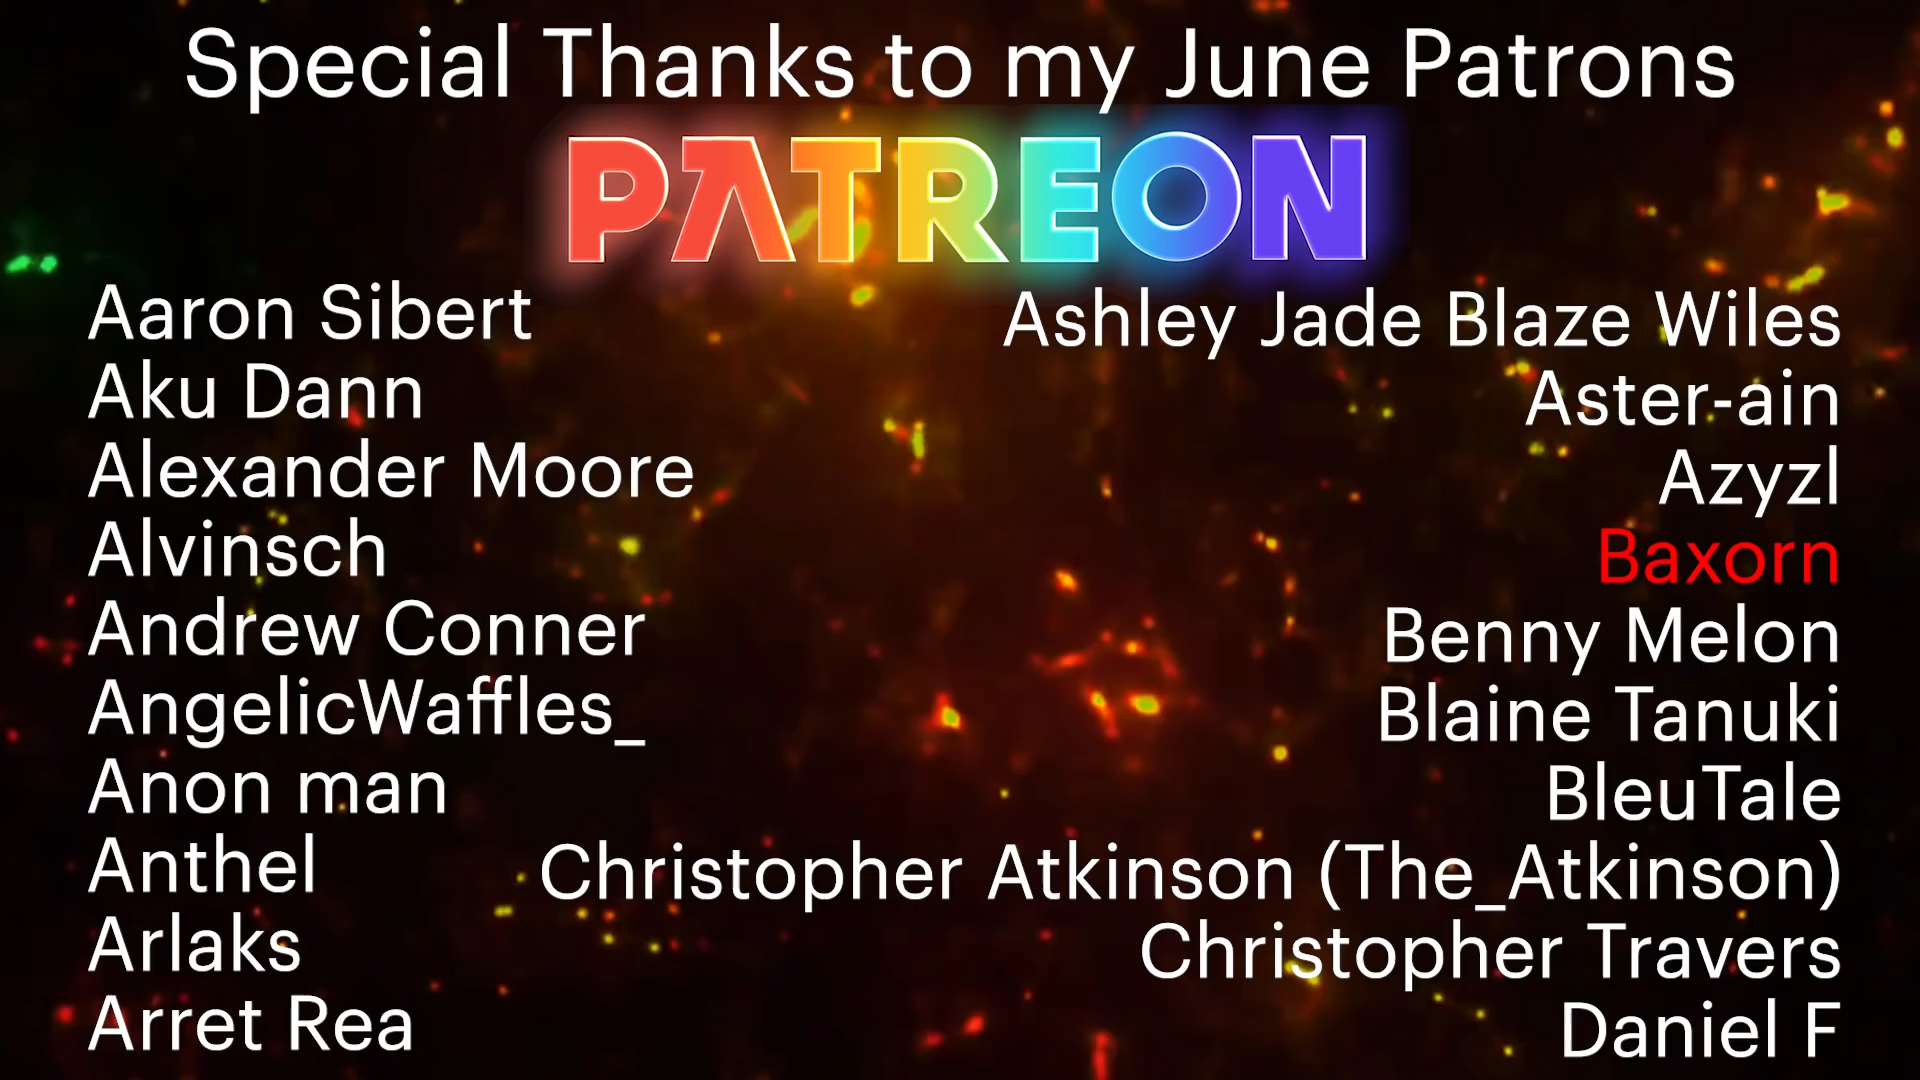 Special Thanks to my June Patrons
PATREON
Aaron Sibert
Aku Dann
Alexander Moore
Alvinsch
Andrew Conner
AngelicWaffles_
Anon man
Anthel
Arlaks
Arret Rea
Ashley Jade Blaze Wiles
Aster-ain
Azyzl
Baxorn
Benny Melon
Blaine Tanuki
BleuTale
Christopher Atkinson (The_Atkinson)
Christopher Travers
Daniel F